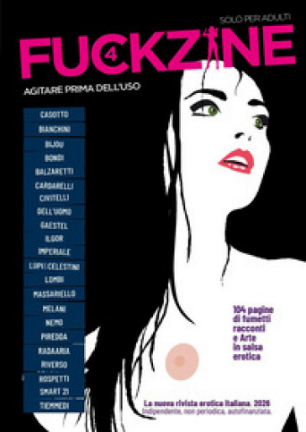 SOLO PER ADULTI
FUCKZINE
4
AGITARE PRIMA DELL'USO
CAGOTTO
BIANCHINI
BIJOU
BONDI
BALZARETTI
CARDARELLI
CIVITELLI
DELL'UOMO
GAESTEL
ILGOR
IMPERIALE
LUPI & CELESTINI
LOMBI
MASSARIELLO
MELANI
NEMO
PIREDDA
RADAARIA
RIVERSO
ROSPETTI
SMART 21
TIEMMEDI
104 pagine
di fumetti
racconti
e Arte
in salsa
erotica
La nuova rivista erotica italiana. 2026
Indipendente, non periodica, autofinanziata.